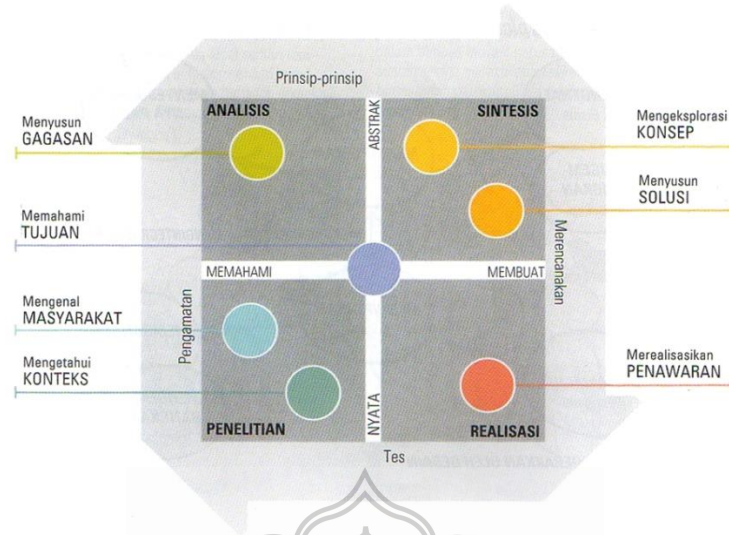 Prinsip-prinsip
ANALISIS
ABSTRAK
SINTESIS
Menyusun
GAGASAN
Mengeksplorasi
KONSEP
Menyusun
SOLUSI
Memahami
TUJUAN
MEMAHAMI
MEMBUAT
Merencanakan
Pengamatan
Mengenal
MASYARAKAT
Mengetahui
KONTEKS
Merealisasikan
PENAWARAN
PENELITIAN
NYATA
REALISASI
Tes